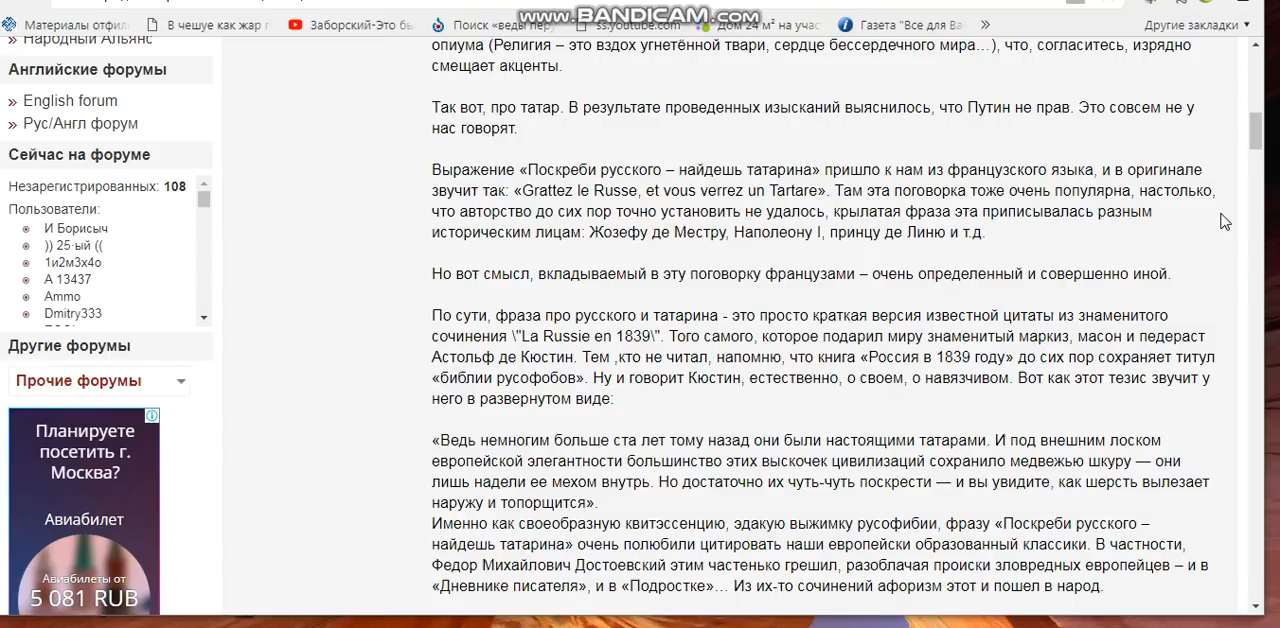 www.BANDICAM.com
Материалы отфил
В чешуе как жар
Заборский-Это бы
Поиск «веды пер
ss.youtube.com
Дом 24 м² на учас
Газета "Все для Ва
Другие закладки
» Народный Альянс
Английские форумы
» English forum
» Рус/Англ форум
Сейчас на форуме
Незарегистрированных: 108
Пользователи:
И Борисыч
)) 25-ый ((
1и2м3х4о
А 13437
Ammo
Dmitry333
Другие форумы
Прочие форумы
Планируете
посетить г.
Москва?
Авиабилет
Авиабилеты от
5 081 RUB
опиума (Религия – это вздох угнетённой твари, сердце бессердечного мира…), что, согласитесь, изрядно
смещает акценты.
Так вот, про татар. В результате проведенных изысканий выяснилось, что Путин не прав. Это совсем не у
нас говорят.
Выражение «Поскреби русского – найдешь татарина» пришло к нам из французского языка, и в оригинале
звучит так: «Grattez le Russe, et vous verrez un Tartare». Там эта поговорка тоже очень популярна, настолько,
что авторство до сих пор точно установить не удалось, крылатая фраза эта приписывалась разным
историческим лицам: Жозефу де Местру, Наполеону I, принцу де Линю и т.д.
Но вот смысл, вкладываемый в эту поговорку французами – очень определенный и совершенно иной.
По сути, фраза про русского и татарина - это просто краткая версия известной цитаты из знаменитого
сочинения \"La Russie en 1839\". Того самого, которое подарил миру знаменитый маркиз, масон и педераст
Астольф де Кюстин. Тем ,кто не читал, напомню, что книга «Россия в 1839 году» до сих пор сохраняет титул
«библии русофобов». Ну и говорит Кюстин, естественно, о своем, о навязчивом. Вот как этот тезис звучит у
него в развернутом виде:
«Ведь немногим больше ста лет тому назад они были настоящими татарами. И под внешним лоском
европейской элегантности большинство этих выскочек цивилизаций сохранило медвежью шкуру — они
лишь надели ее мехом внутрь. Но достаточно их чуть-чуть поскрести — и вы увидите, как шерсть вылезает
наружу и топорщится».
Именно как своеобразную квитэссенцию, эдакую выжимку русофибии, фразу «Поскреби русского –
найдешь татарина» очень полюбили цитировать наши европейски образованный классики. В частности,
Федор Михайлович Достоевский этим частенько грешил, разоблачая происки зловредных европейцев – и в
«Дневнике писателя», и в «Подростке»… Из их-то сочинений афоризм этот и пошел в народ.